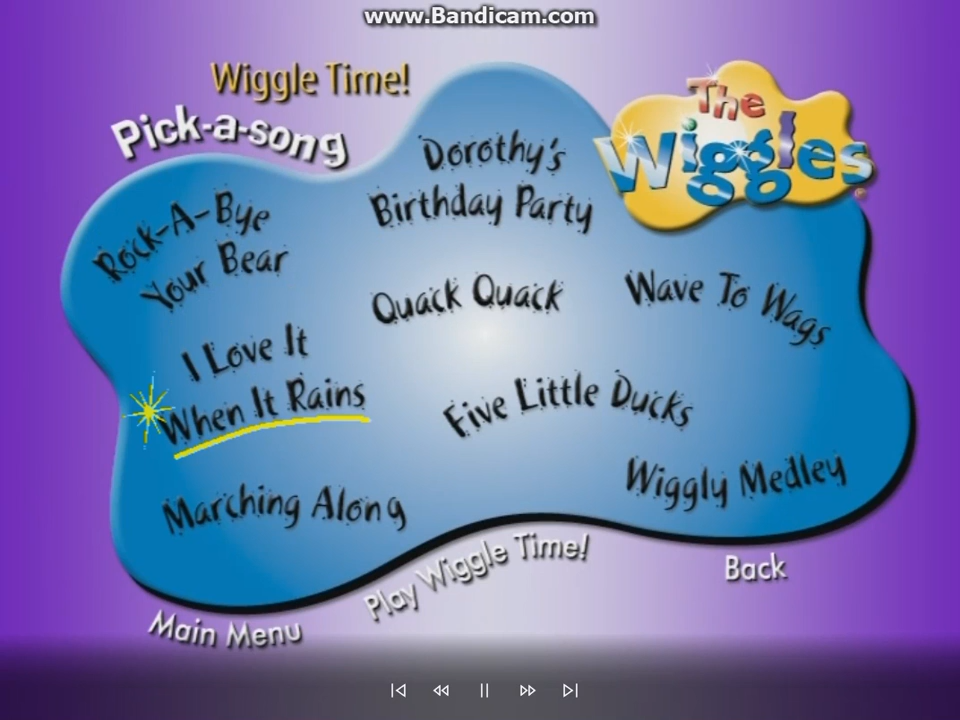 www.Bandicam.com
Wiggle Time!
Pick-a-song
The
Wiggles
Rock-A-Bye
Your Bear
I Love It
When It Rains
Marching Along
Dorothy's
Birthday Party
Quack Quack
Five Little Ducks
Wave To Wags
Wiggly Medley
Main Menu
Play Wiggle Time!
Back